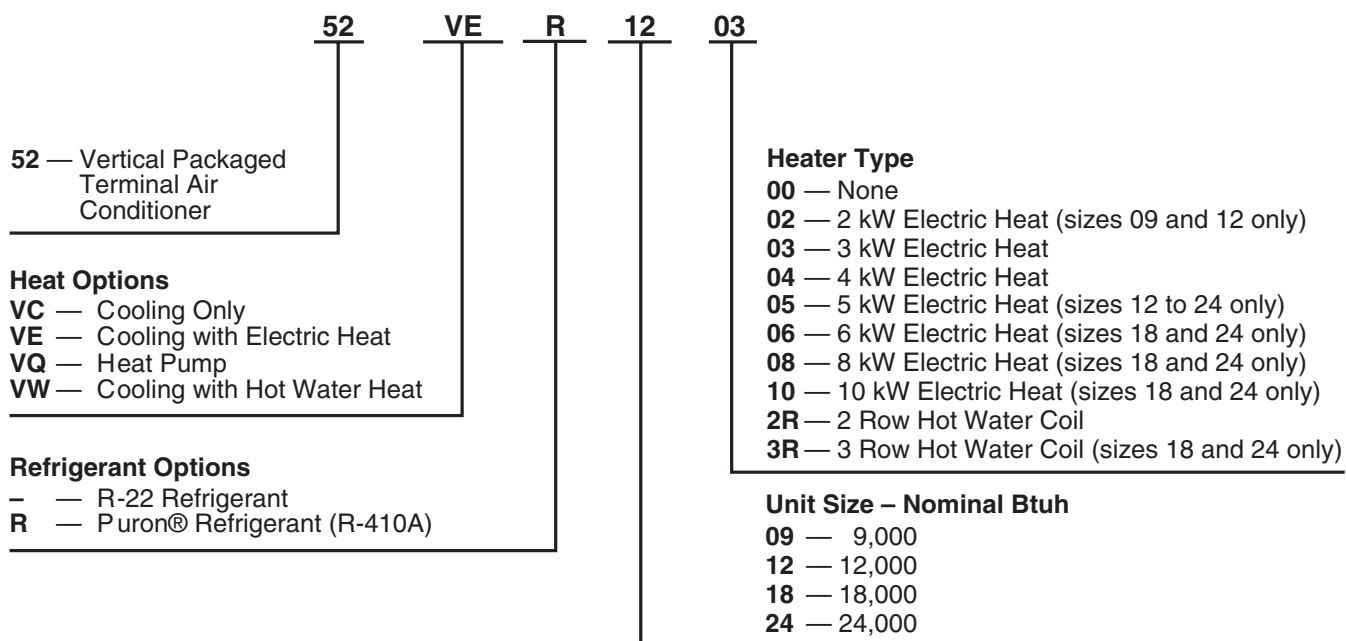 52 VE R 12 03
52 — Vertical Packaged
Terminal Air
Conditioner
Heat Options
VC — Cooling Only
VE — Cooling with Electric Heat
VQ — Heat Pump
VW — Cooling with Hot Water Heat
Refrigerant Options
– — R-22 Refrigerant
R — Puron® Refrigerant (R-410A)
Heater Type
00 — None
02 — 2 kW Electric Heat (sizes 09 and 12 only)
03 — 3 kW Electric Heat
04 — 4 kW Electric Heat
05 — 5 kW Electric Heat (sizes 12 to 24 only)
06 — 6 kW Electric Heat (sizes 18 and 24 only)
08 — 8 kW Electric Heat (sizes 18 and 24 only)
10 — 10 kW Electric Heat (sizes 18 and 24 only)
2R — 2 Row Hot Water Coil
3R — 3 Row Hot Water Coil (sizes 18 and 24 only)
Unit Size – Nominal Btuh
09 — 9,000
12 — 12,000
18 — 18,000
24 — 24,000